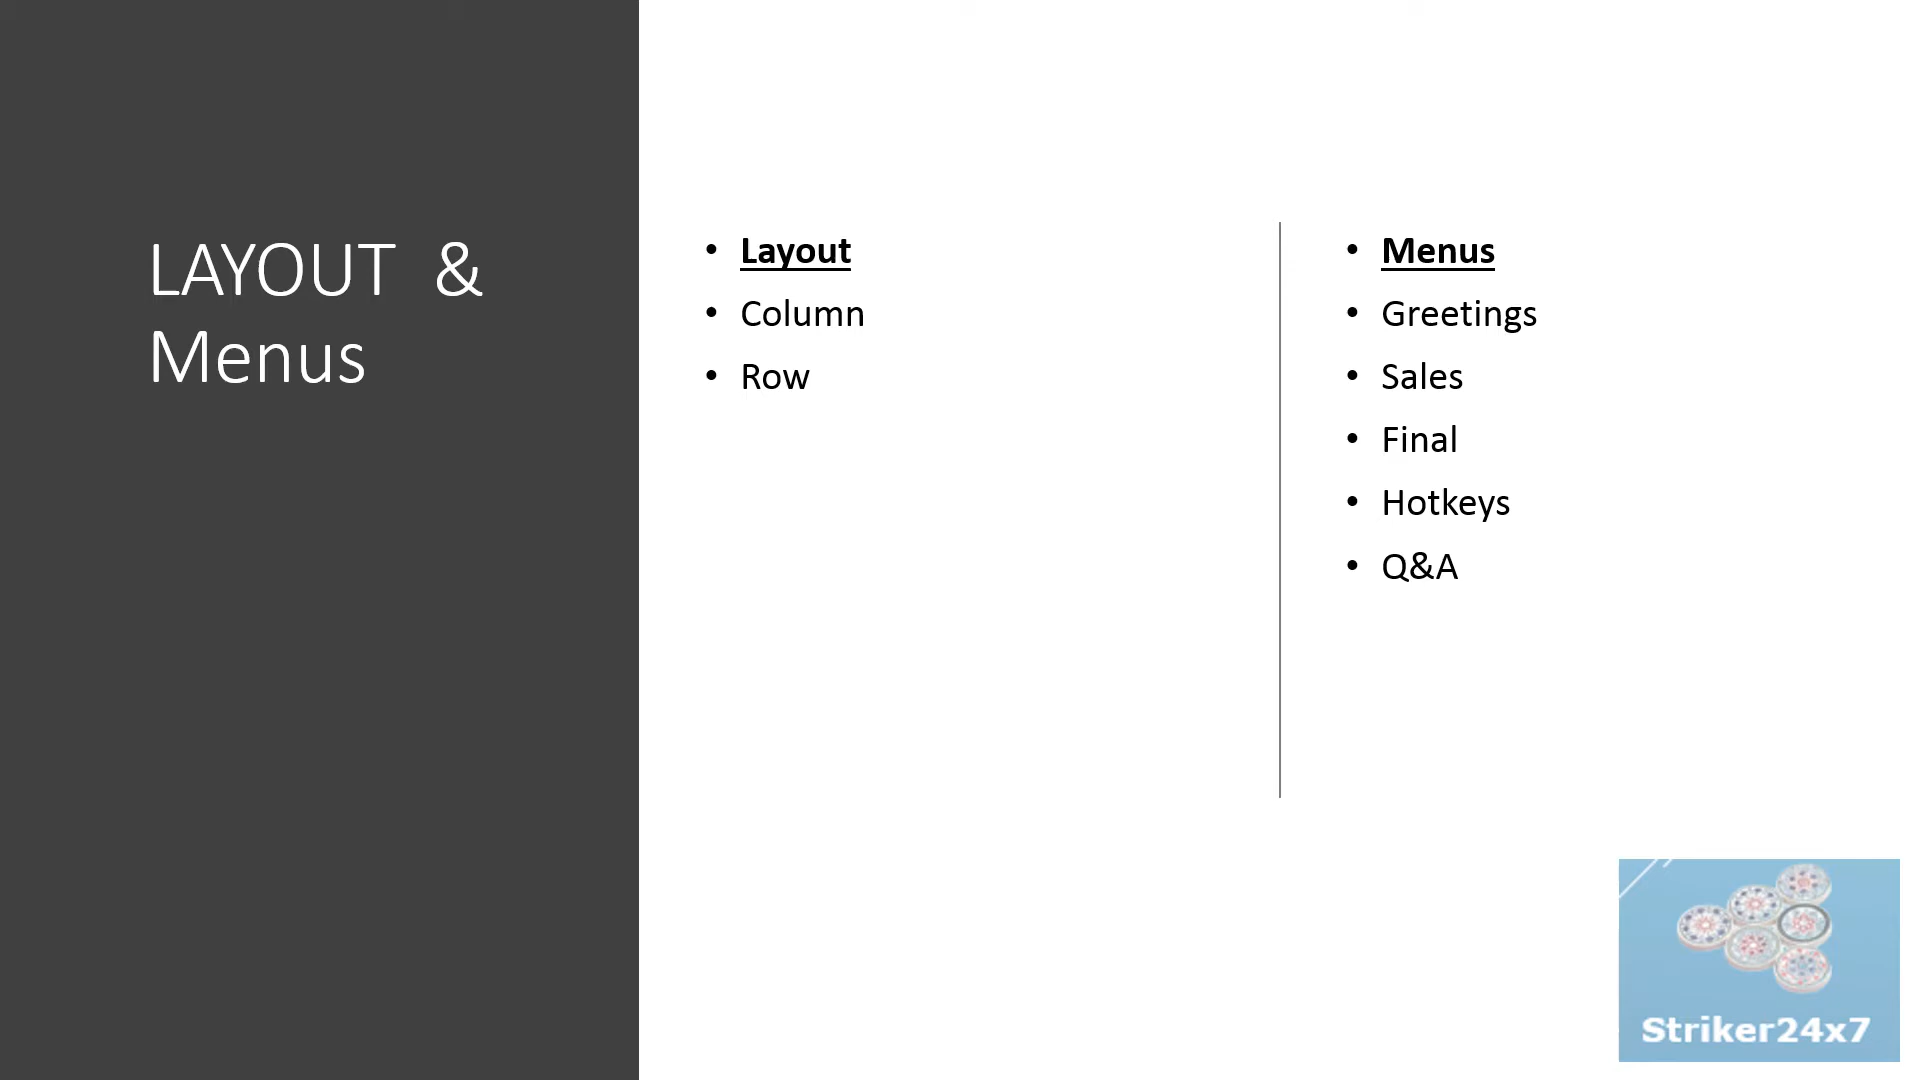 LAYOUT &
Menus
• Layout
• Column
• Row
• Menus
• Greetings
• Sales
• Final
• Hotkeys
• Q&A
Striker24x7